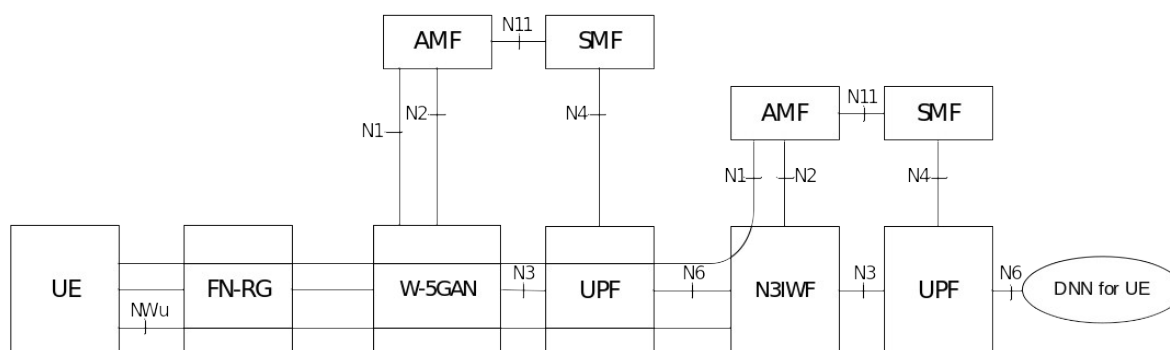 N11
AMF
SMF
N2
N4
N1
N11
AMF
SMF
N1
N2
N4
UE
FN-RG
W-5GAN
N3
UPF
N6
N3IWF
N3
UPF
N6
DNN for UE
NWu